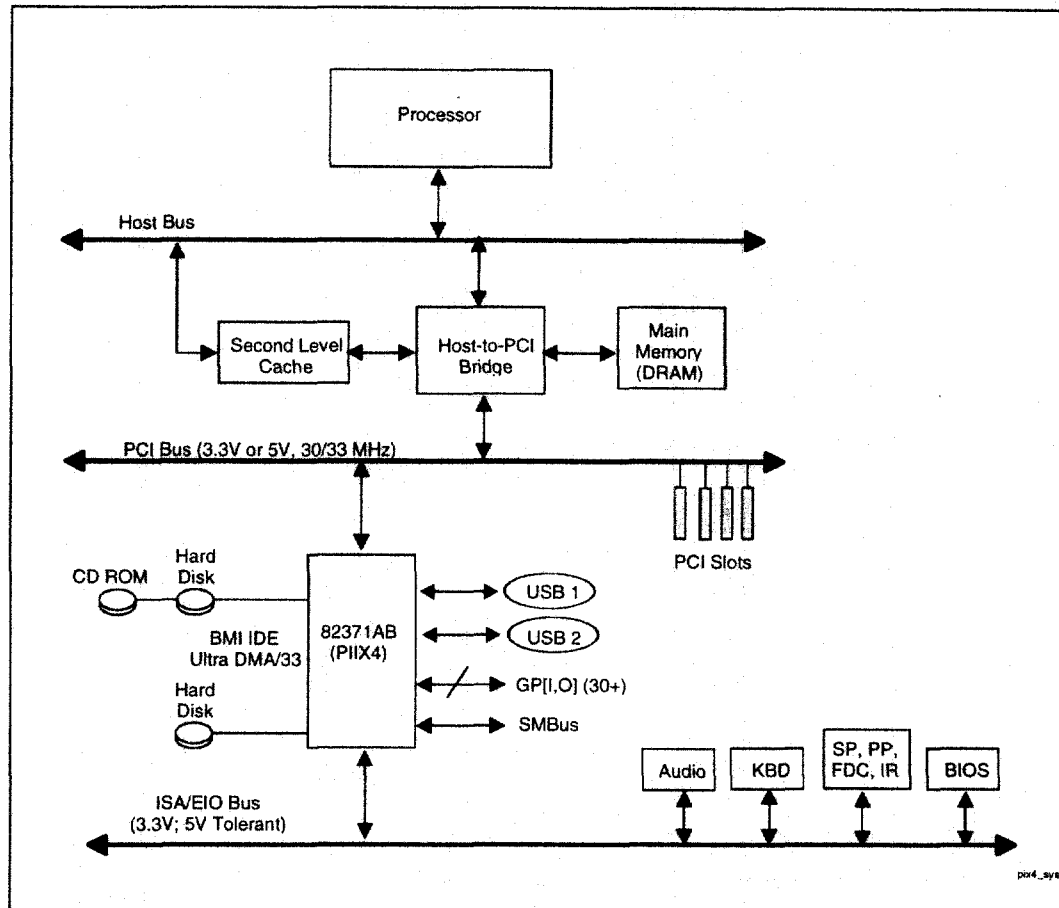 Processor
Host Bus
Second Level
Cache
Host-to-PCI
Bridge
Main
Memory
(DRAM)
PCI Bus (3.3V or 5V, 30/33 MHz)
PCI Slots
CD ROM
Hard
Disk
BMI IDE
Ultra DMA/33
Hard
Disk
82371AB
(PIIX4)
USB 1
USB 2
GP[I,O] (30+)
SMBus
ISA/EIO Bus
(3.3V; 5V Tolerant)
Audio
KBD
SP, PP,
FDC, IR
BIOS
pix4_sys